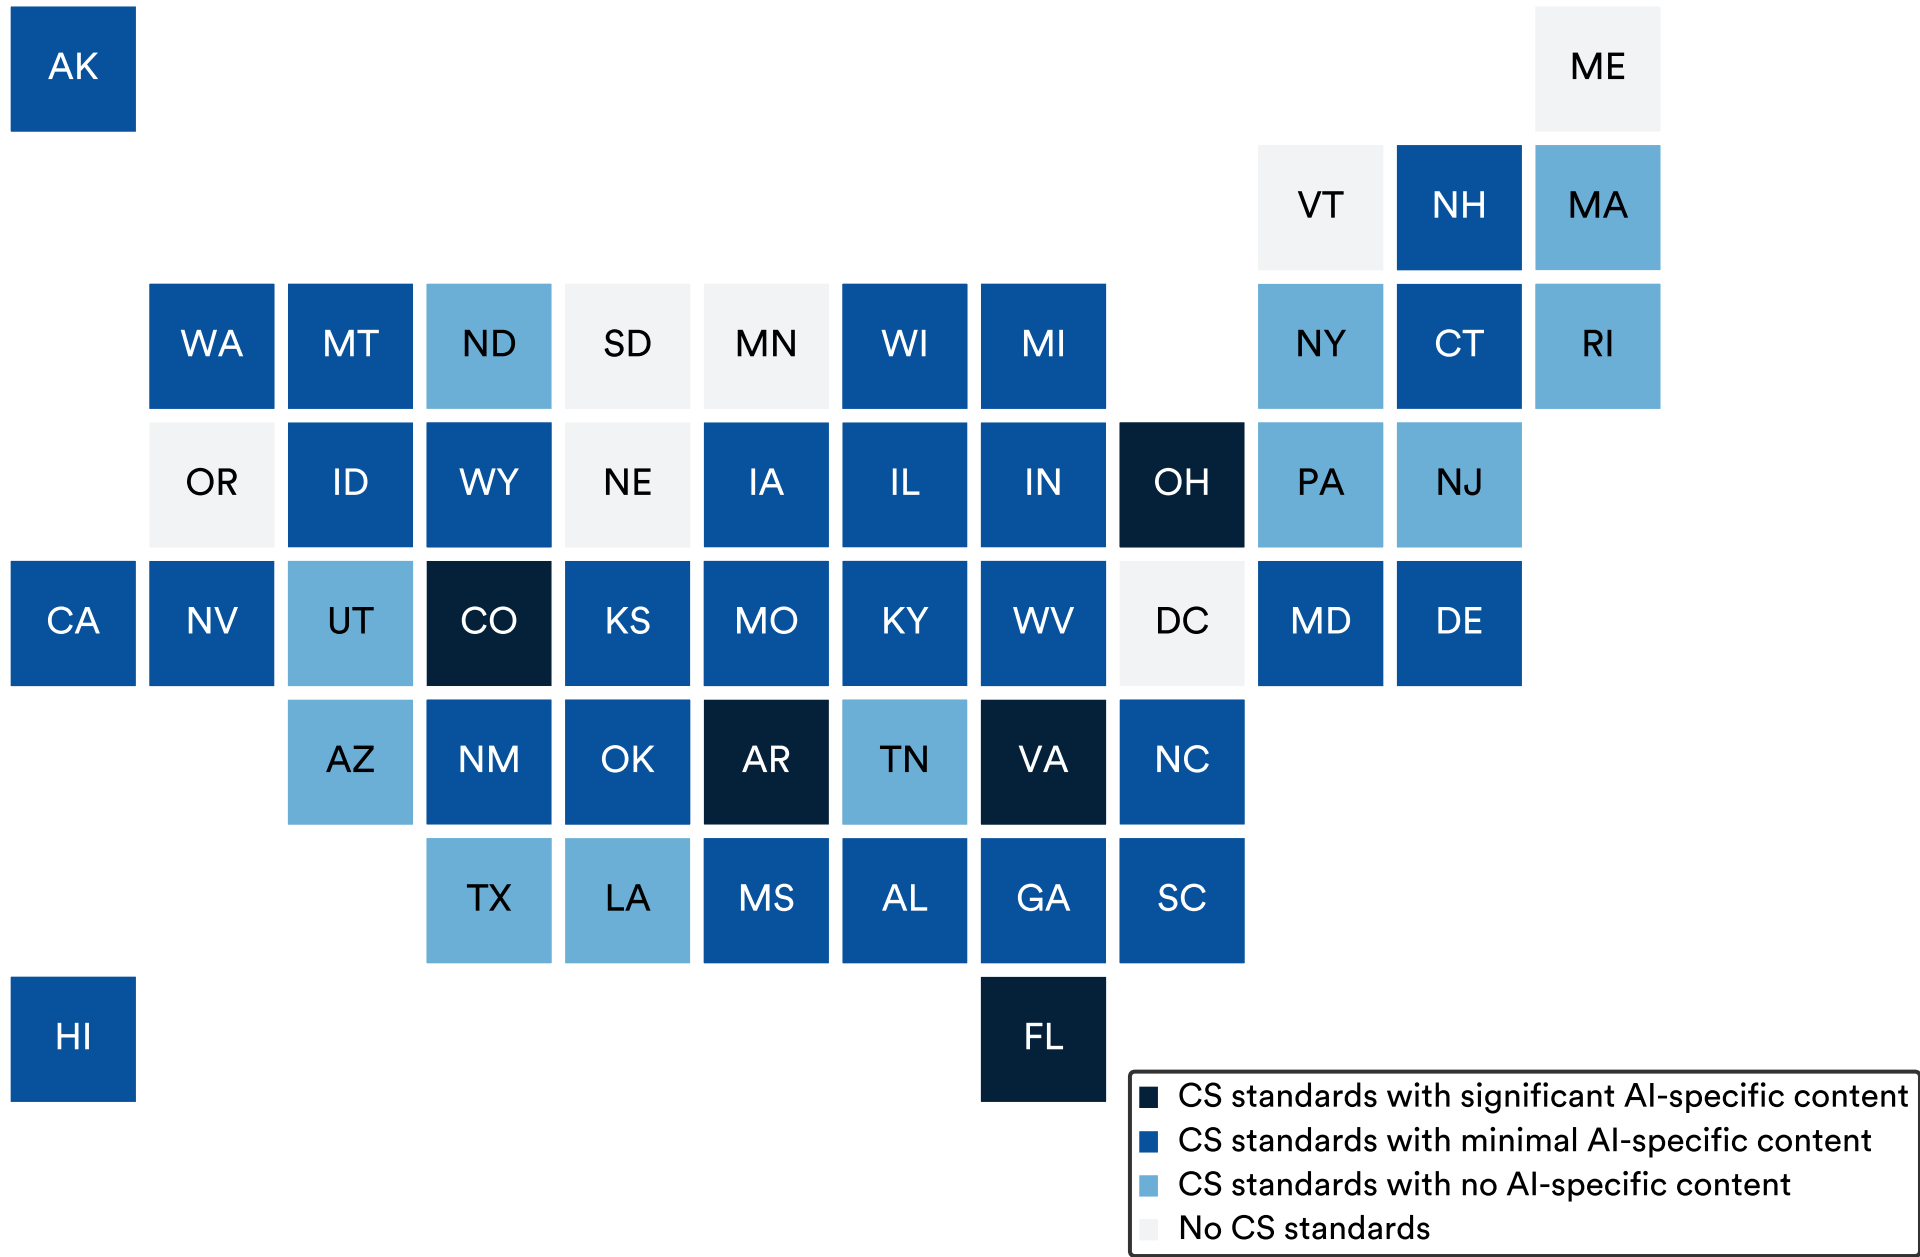 AK
ME
VT
NH
MA
WA
MT
ND
SD
MN
WI
MI
NY
CT
RI
OR
ID
WY
NE
IA
IL
IN
OH
PA
NJ
CA
NV
UT
CO
KS
MO
KY
WV
DC
MD
DE
AZ
NM
OK
AR
TN
VA
NC
TX
LA
MS
AL
GA
SC
HI
FL
CS standards with significant AI-specific content
CS standards with minimal AI-specific content
CS standards with no AI-specific content
No CS standards